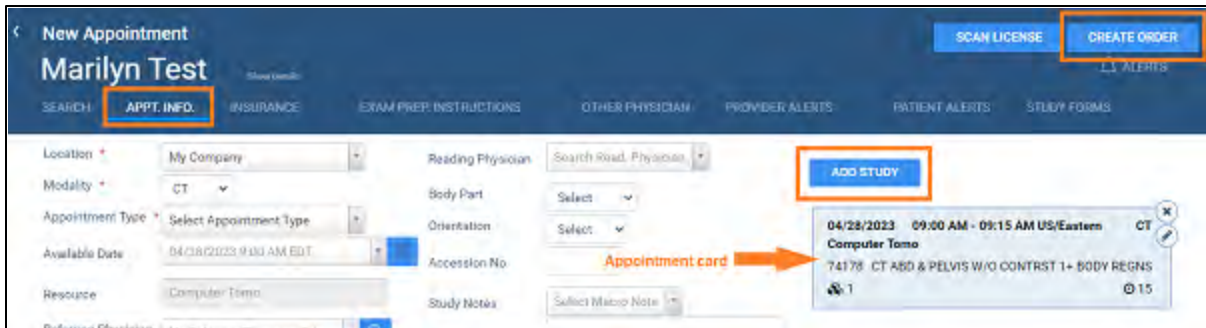 New Appointment
SCAN LICENSE
CREATE ORDER
Marilyn Test
ALERTS
SEARCH
APPT. INFO.
INSURANCE
EXAM PREP. INSTRUCTIONS
OTHER PHYSICIAN
PROVIDER ALERTS
PATIENT ALERTS
STUDY FORMS
Location *
My Company
Modality *
CT
Appointment Type *
Select Appointment Type
Available Date
04/28/2023 9:00 AM EDT
Resource
Computer Tomo
Reading Physician
Search Read. Physician
Body Part
Select
Orientation
Select
Accession No
Study Notes
Select Macro Note
Appointment card
ADD STUDY
04/28/2023 09:00 AM - 09:15 AM US/Eastern CT
Computer Tomo
74178 CT ABD & PELVIS W/O CONTRST 1+ BODY REGNS
1
15